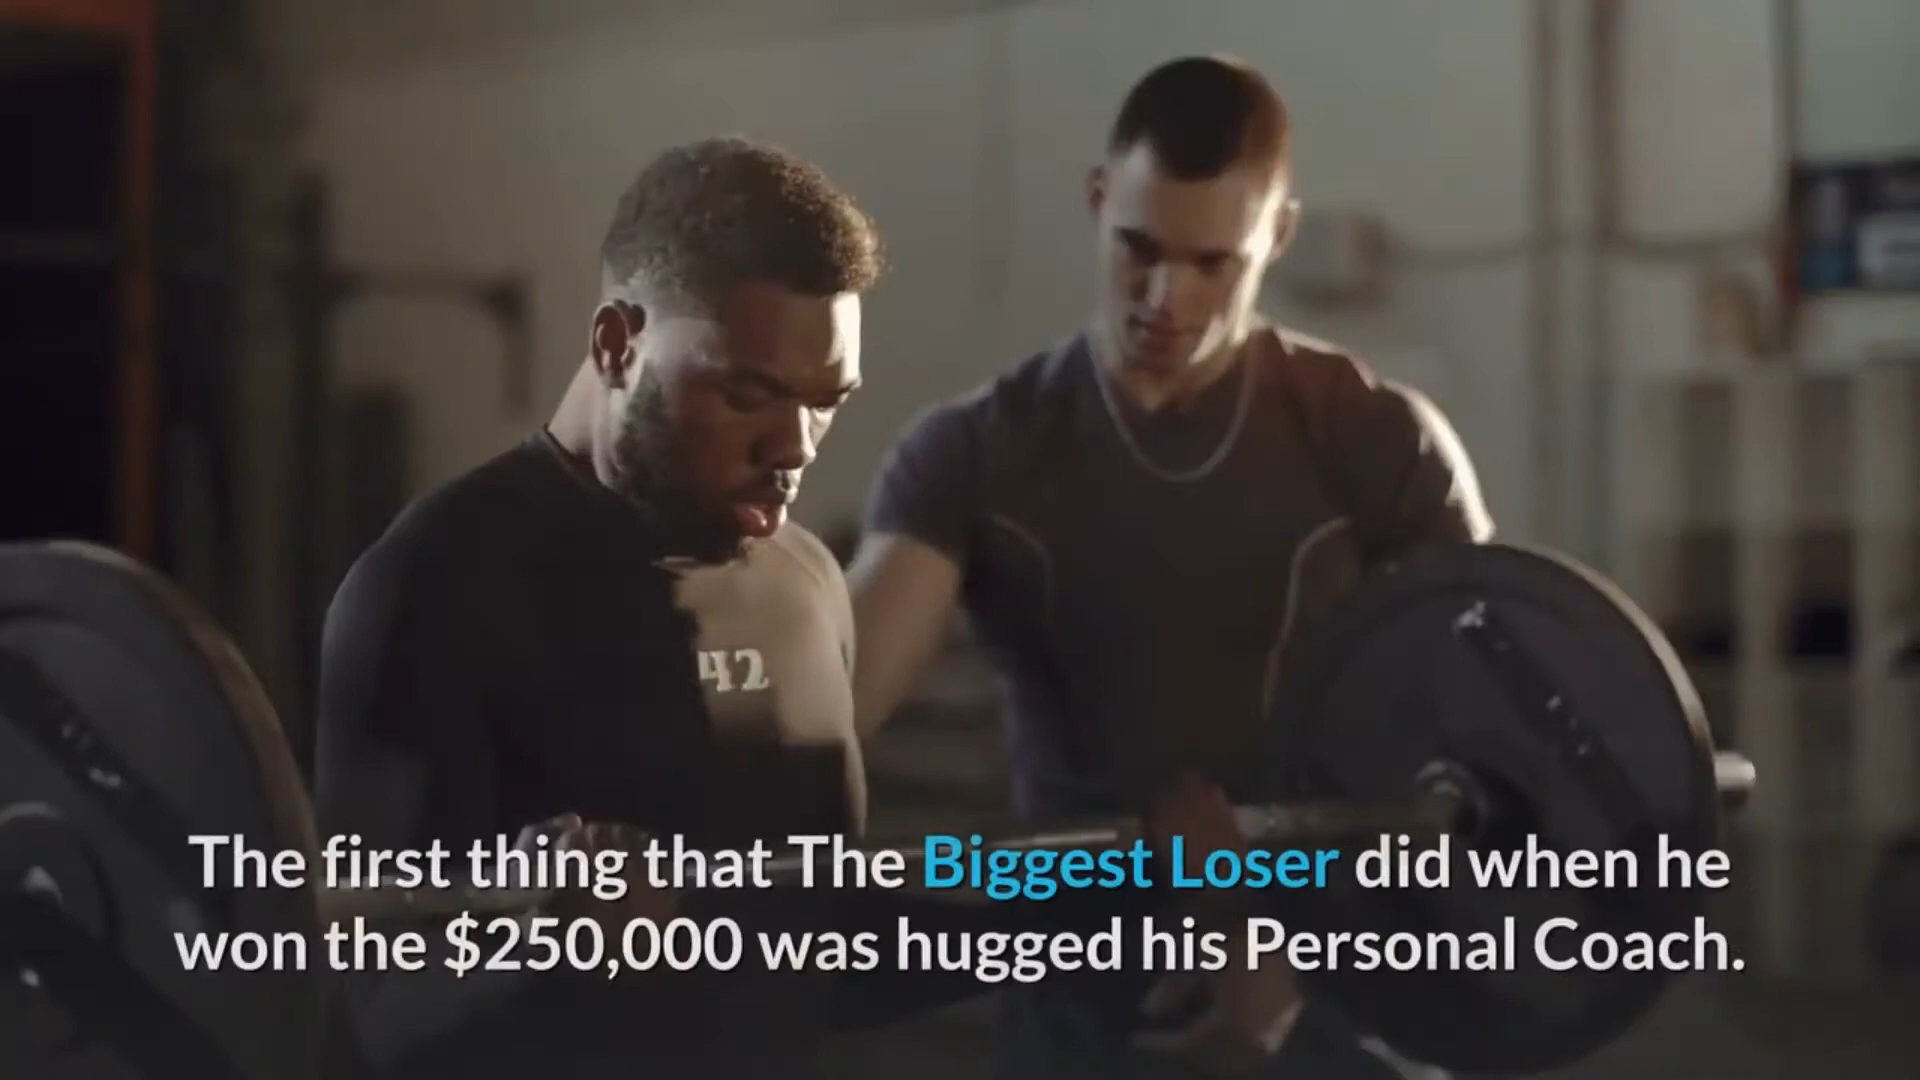 42
The first thing that The Biggest Loser did when he
won the $250,000 was hugged his Personal Coach.